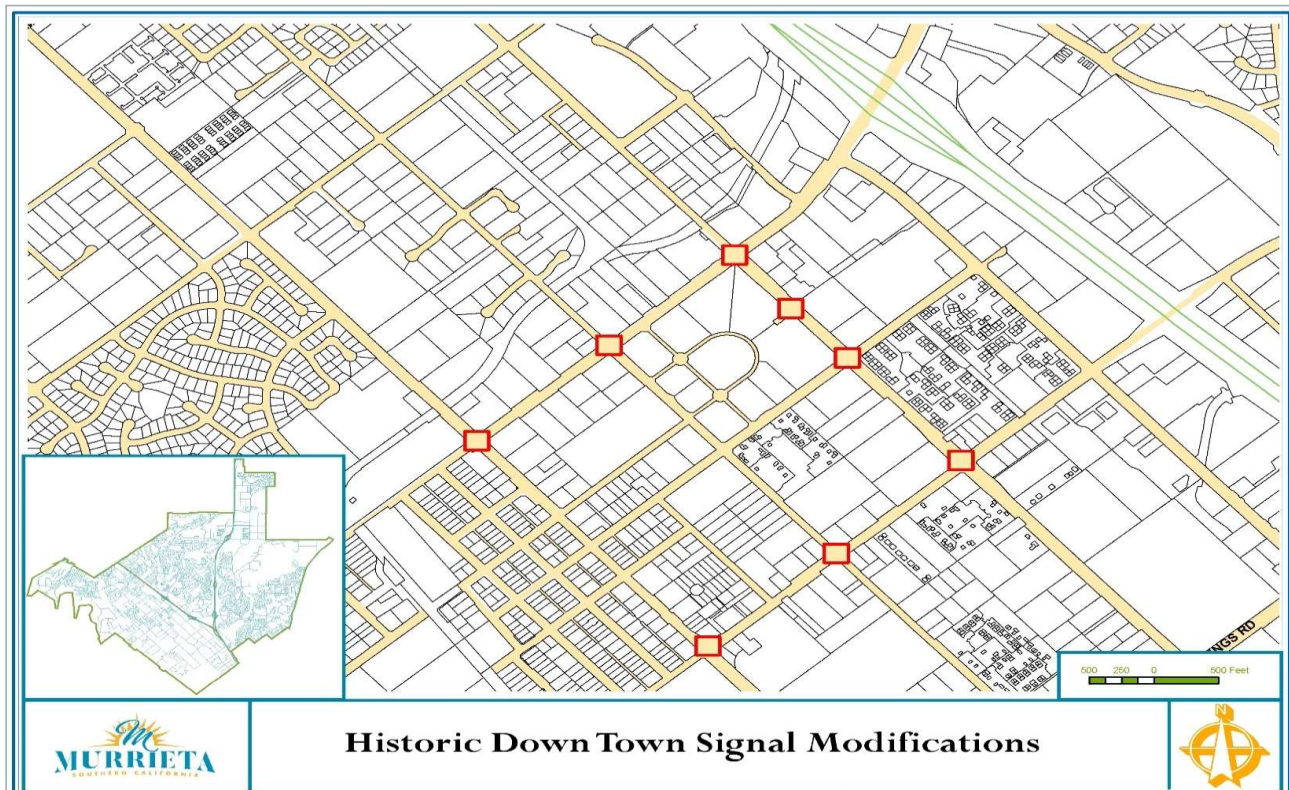 NGS RD
500 250 0 500 Feet
M
MURRIETA
SOUTHERN CALIFORNIA
Historic Down Town Signal Modifications
N